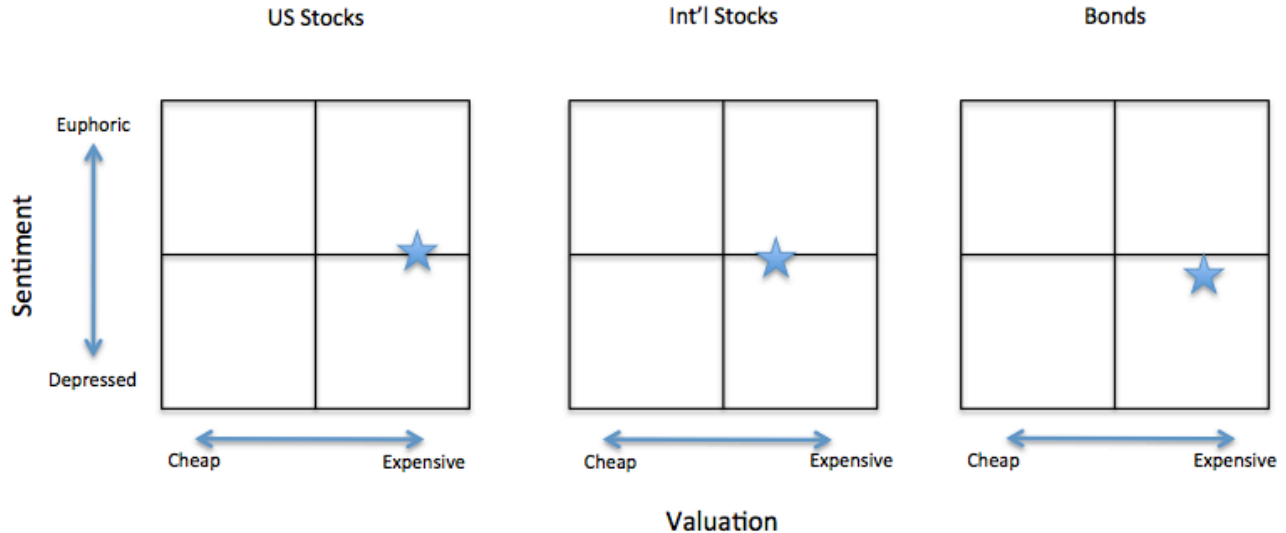 US Stocks
Int'l Stocks
Bonds
Euphoric
Sentiment
Depressed
Cheap
Expensive
Cheap
Expensive
Cheap
Expensive
Valuation